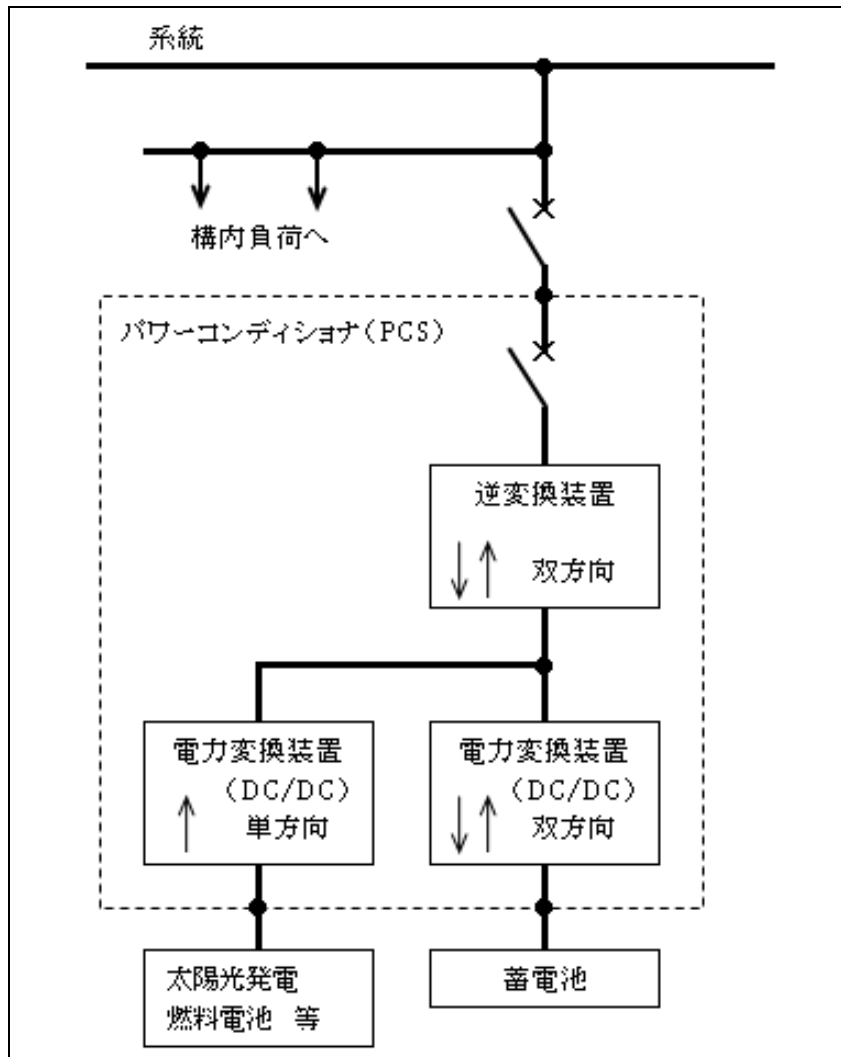 系統
構内負荷へ
パワーコンディショナ(PCS)
逆変換装置
双方向
電力変換装置
(DC/DC)
単方向
電力変換装置
(DC/DC)
双方向
太陽光発電
燃料電池 等
蓄電池